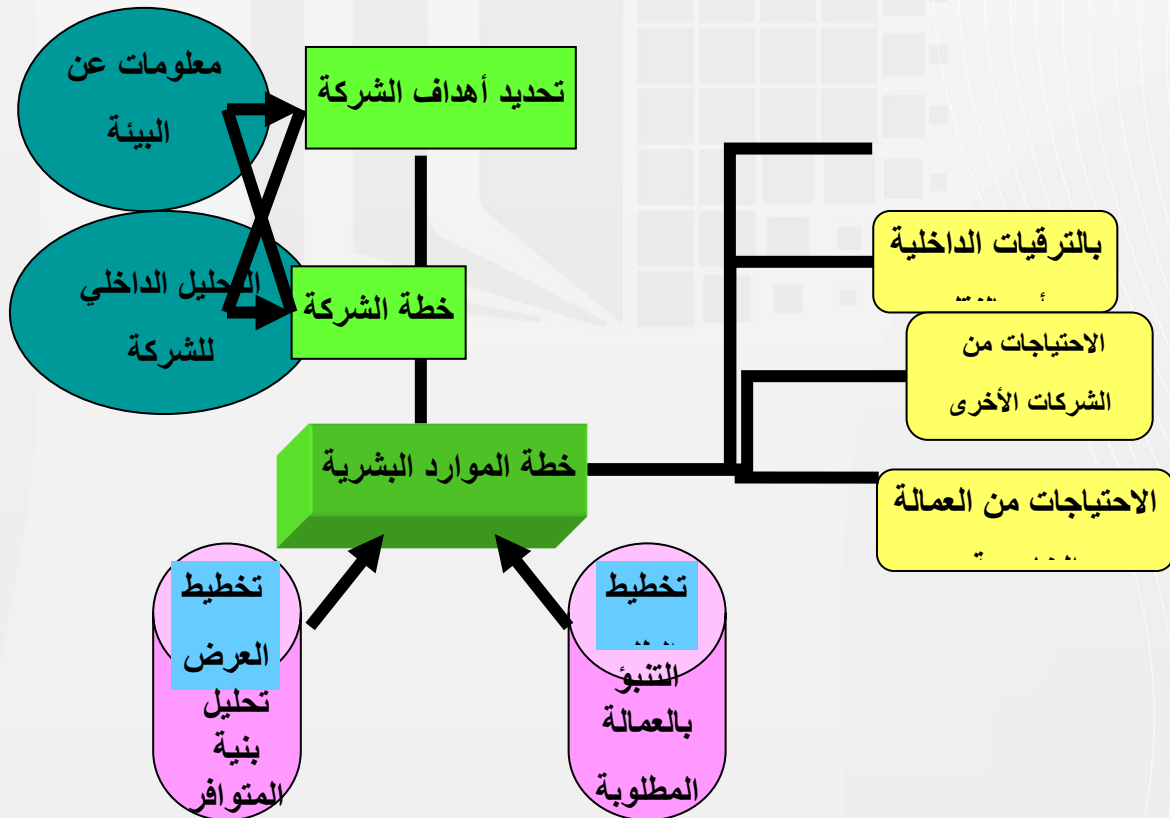 معلومات عن
البيئة
تحديد أهداف الشركة
التحليل الداخلي
للشركة
خطة الشركة
بالترقيات الداخلية
الاحتياجات من
الشركات الأخرى
خطة الموارد البشرية
الاحتياجات من العمالة
تخطيط
التنبؤ
بالعمالة
المطلوبة
تخطيط
العرض
تحليل
بنية
المتوافر